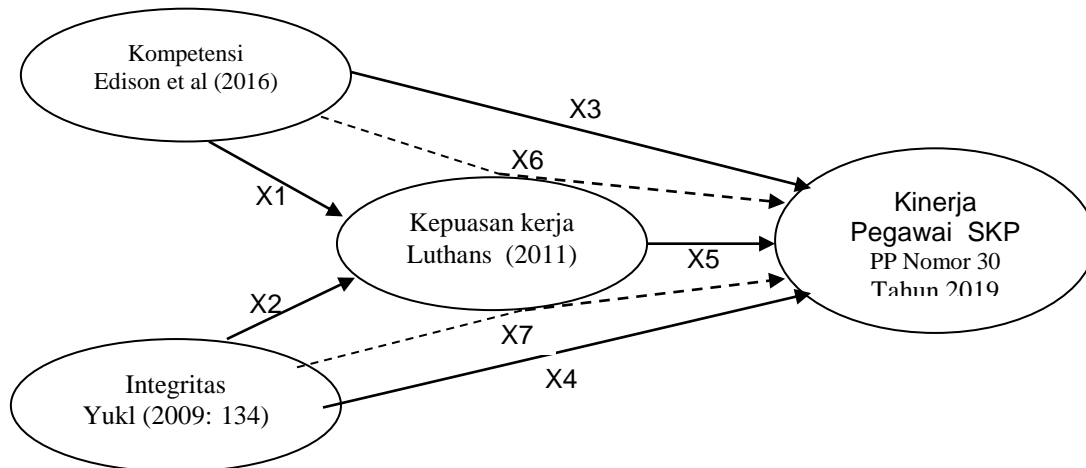 Kompetensi
Edison et al (2016)
X3
X6
X1
Kepuasan kerja
Luthans (2011)
Kinerja
Pegawai SKP
PP Nomor 30
Tahun 2019
X5
X2
X7
X4
Integritas
Yukl (2009: 134)